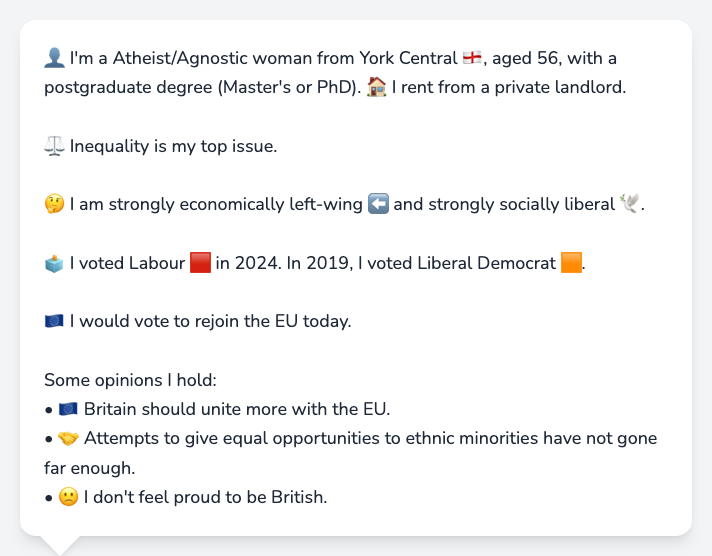 👤 I'm a Atheist/Agnostic woman from York Central 🏴󠁧󠁢󠁥󠁮󠁧󠁿, aged 56, with a
postgraduate degree (Master's or PhD). 🏠 I rent from a private landlord.
⚖️ Inequality is my top issue.
🤔 I am strongly economically left-wing ⬅️ and strongly socially liberal 🕊️.
🗳️ I voted Labour 🟥 in 2024. In 2019, I voted Liberal Democrat 🟧.
🇪🇺 I would vote to rejoin the EU today.
Some opinions I hold:
• 🇪🇺 Britain should unite more with the EU.
• 🤝 Attempts to give equal opportunities to ethnic minorities have not gone
far enough.
• 🙁 I don't feel proud to be British.